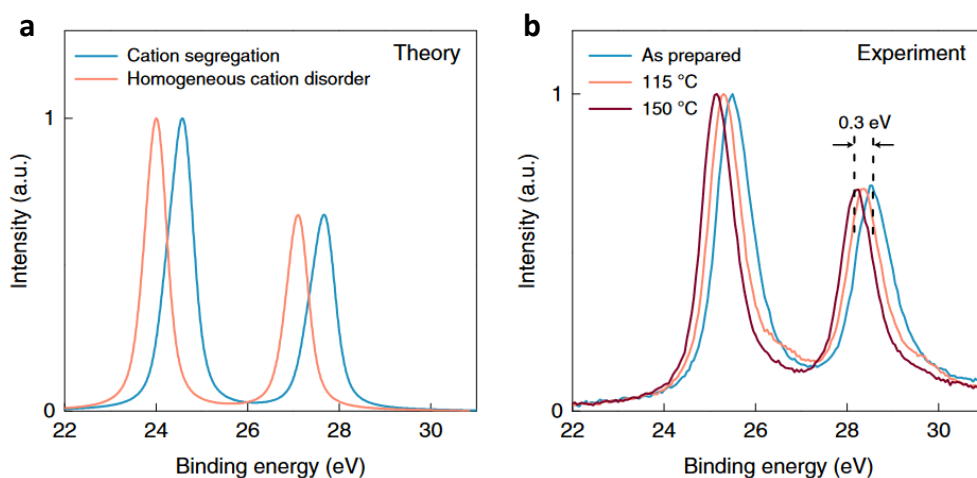 a
Cation segregation
Homogeneous cation disorder
Theory
1
0
22
24
26
28
30
Intensity (a.u.)
Binding energy (eV)
b
As prepared
115 °C
150 °C
Experiment
0.3 eV
1
0
22
24
26
28
30
Intensity (a.u.)
Binding energy (eV)